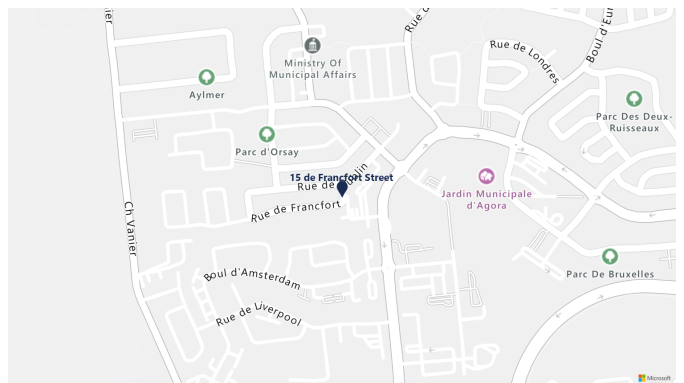 ier
Rue d
Boul d'Eur
Rue de Londres
Ministry Of
Municipal Affairs
Aylmer
Parc Des Deux-
Ruisseaux
Parc d'Orsay
15 de Francfort Street
Rue de Dublin
Jardin Municipale
d'Agora
Rue de Francfort
Ch Vanier
Parc De Bruxelles
Boul d'Amsterdam
Rue de Liverpool
Microsoft